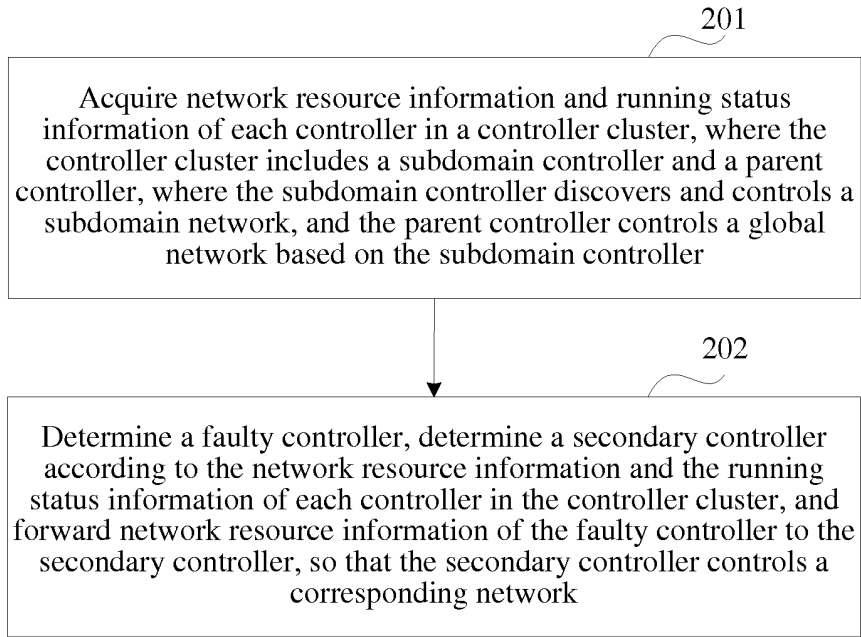 201
Acquire network resource information and running status
information of each controller in a controller cluster, where the
controller cluster includes a subdomain controller and a parent
controller, where the subdomain controller discovers and controls a
subdomain network, and the parent controller controls a global
network based on the subdomain controller
202
Determine a faulty controller, determine a secondary controller
according to the network resource information and the running
status information of each controller in the controller cluster, and
forward network resource information of the faulty controller to the
secondary controller, so that the secondary controller controls a
corresponding network